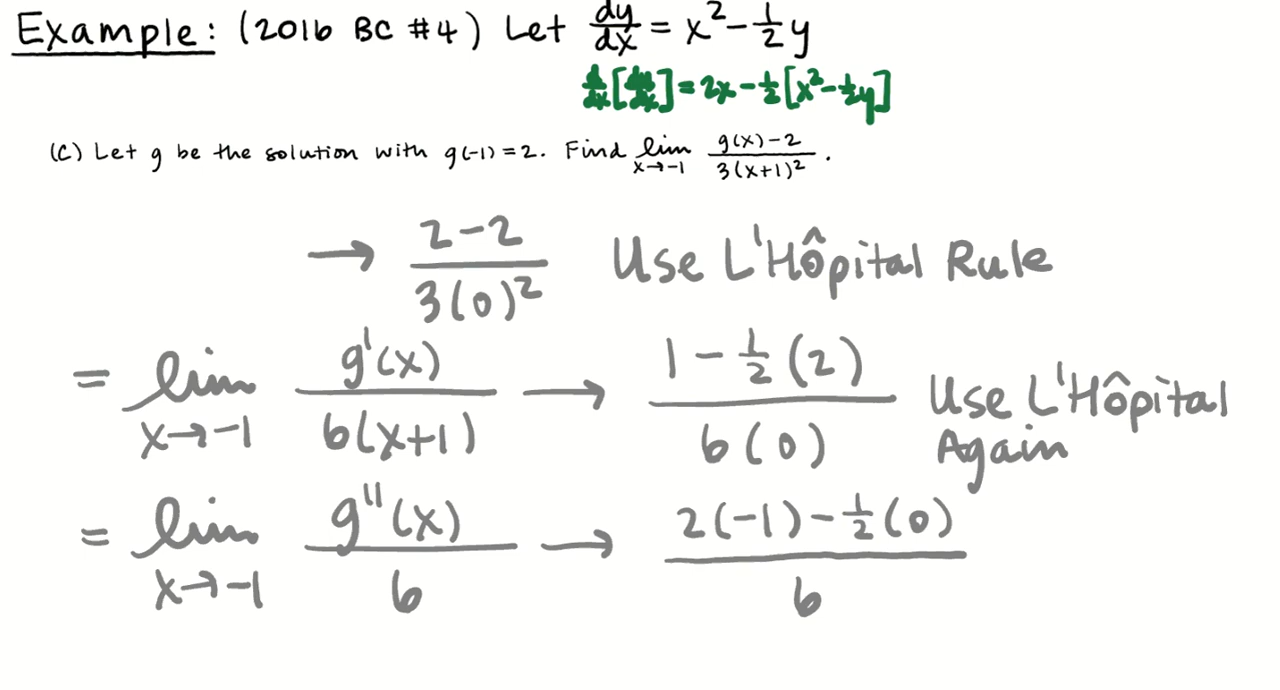 Example: (2016 BC #4) Let dy/dx = x² - 1/2 y
d/dx[dy/dx] = 2x - 1/2[x² - 1/2 y]
(C) Let g be the solution with g(-1) = 2. Find lim x→-1 (g(x) - 2)/(3(x+1)²).
→ (2-2)/(3(0)²) Use L'Hôpital Rule
= lim x→-1 g'(x)/(6(x+1)) → (1 - 1/2(2))/(6(0)) Use L'Hôpital Again
= lim x→-1 g''(x)/6 → (2(-1) - 1/2(0))/6